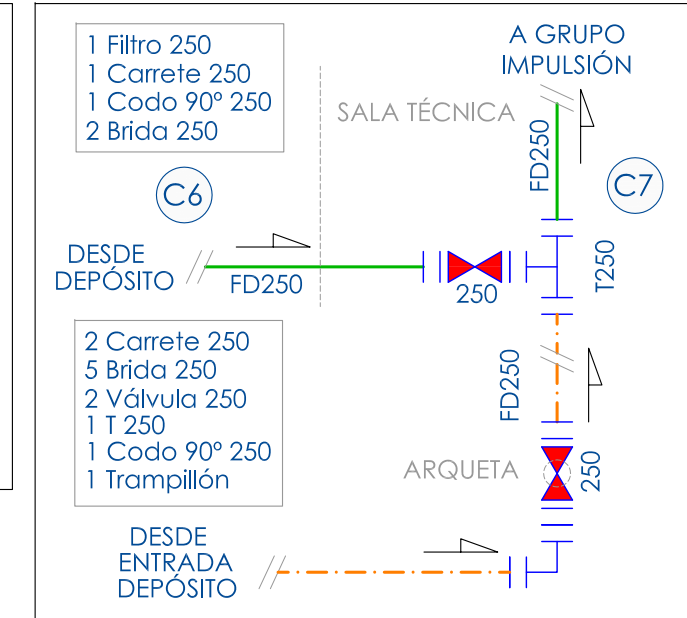 1 Filtro 250
1 Carrete 250
1 Codo 90º 250
2 Brida 250
A GRUPO
IMPULSIÓN
SALA TÉCNICA
FD250
C6
C7
DESDE
DEPÓSITO
FD250
250
T250
2 Carrete 250
5 Brida 250
2 Válvula 250
1 T 250
1 Codo 90º 250
1 Trampillón
FD250
ARQUETA
250
DESDE
ENTRADA
DEPÓSITO